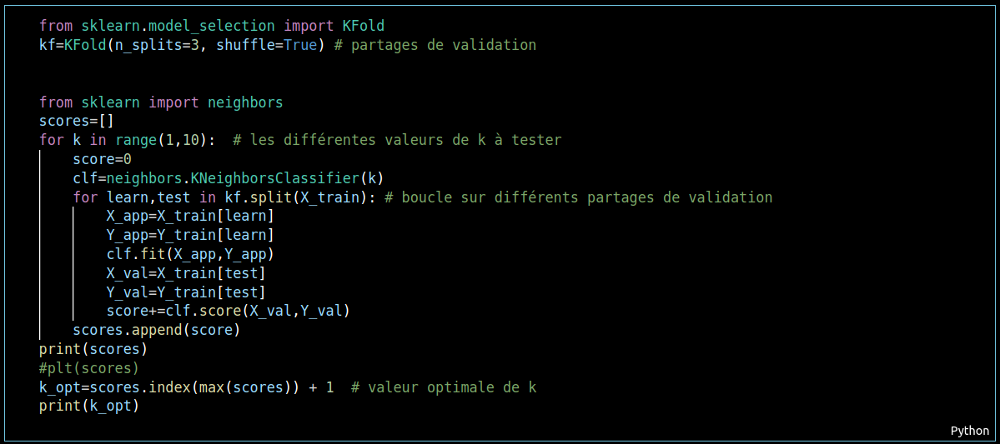 from sklearn.model_selection import KFold
kf=KFold(n_splits=3, shuffle=True) # partages de validation
from sklearn import neighbors
scores=[]
for k in range(1,10):  # les différentes valeurs de k à tester
    score=0
    clf=neighbors.KNeighborsClassifier(k)
    for learn,test in kf.split(X_train): # boucle sur différents partages de validation
        X_app=X_train[learn]
        Y_app=Y_train[learn]
        clf.fit(X_app,Y_app)
        X_val=X_train[test]
        Y_val=Y_train[test]
        score+=clf.score(X_val,Y_val)
    scores.append(score)
print(scores)
#plt(scores)
k_opt=scores.index(max(scores)) + 1  # valeur optimale de k
print(k_opt)
Python